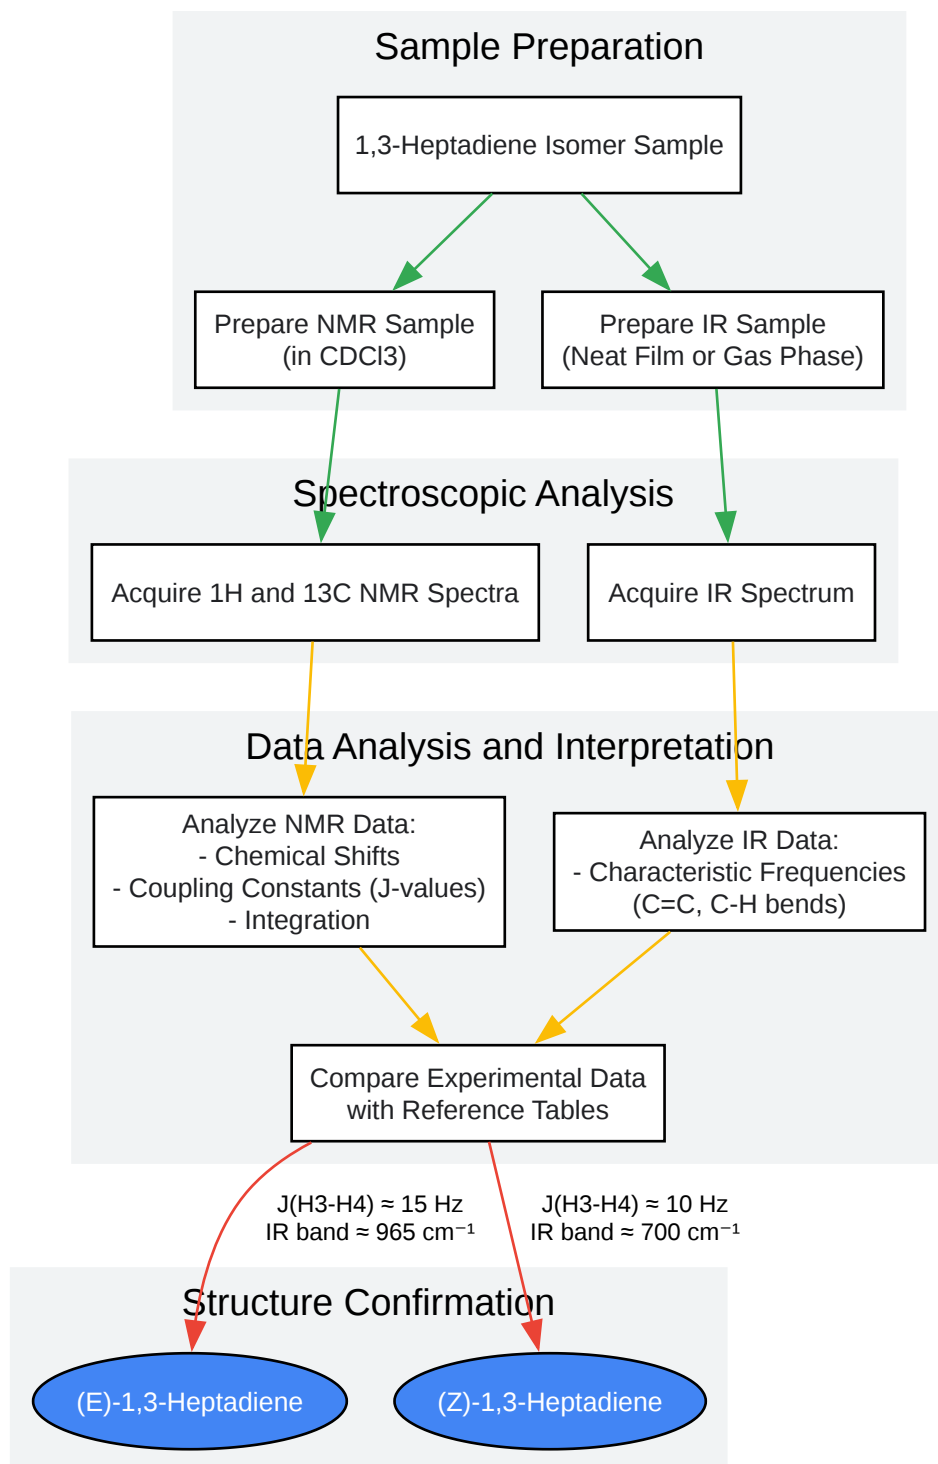 Sample Preparation
1,3-Heptadiene Isomer Sample
Prepare NMR Sample
(in CDCl3)
Prepare IR Sample
(Neat Film or Gas Phase)
Spectroscopic Analysis
Acquire 1H and 13C NMR Spectra
Acquire IR Spectrum
Data Analysis and Interpretation
Analyze NMR Data:
- Chemical Shifts
- Coupling Constants (J-values)
- Integration
Analyze IR Data:
- Characteristic Frequencies
(C=C, C-H bends)
Compare Experimental Data
with Reference Tables
J(H3-H4) ≈ 15 Hz
IR band ≈ 965 cm⁻¹
J(H3-H4) ≈ 10 Hz
IR band ≈ 700 cm⁻¹
Structure Confirmation
(E)-1,3-Heptadiene
(Z)-1,3-Heptadiene